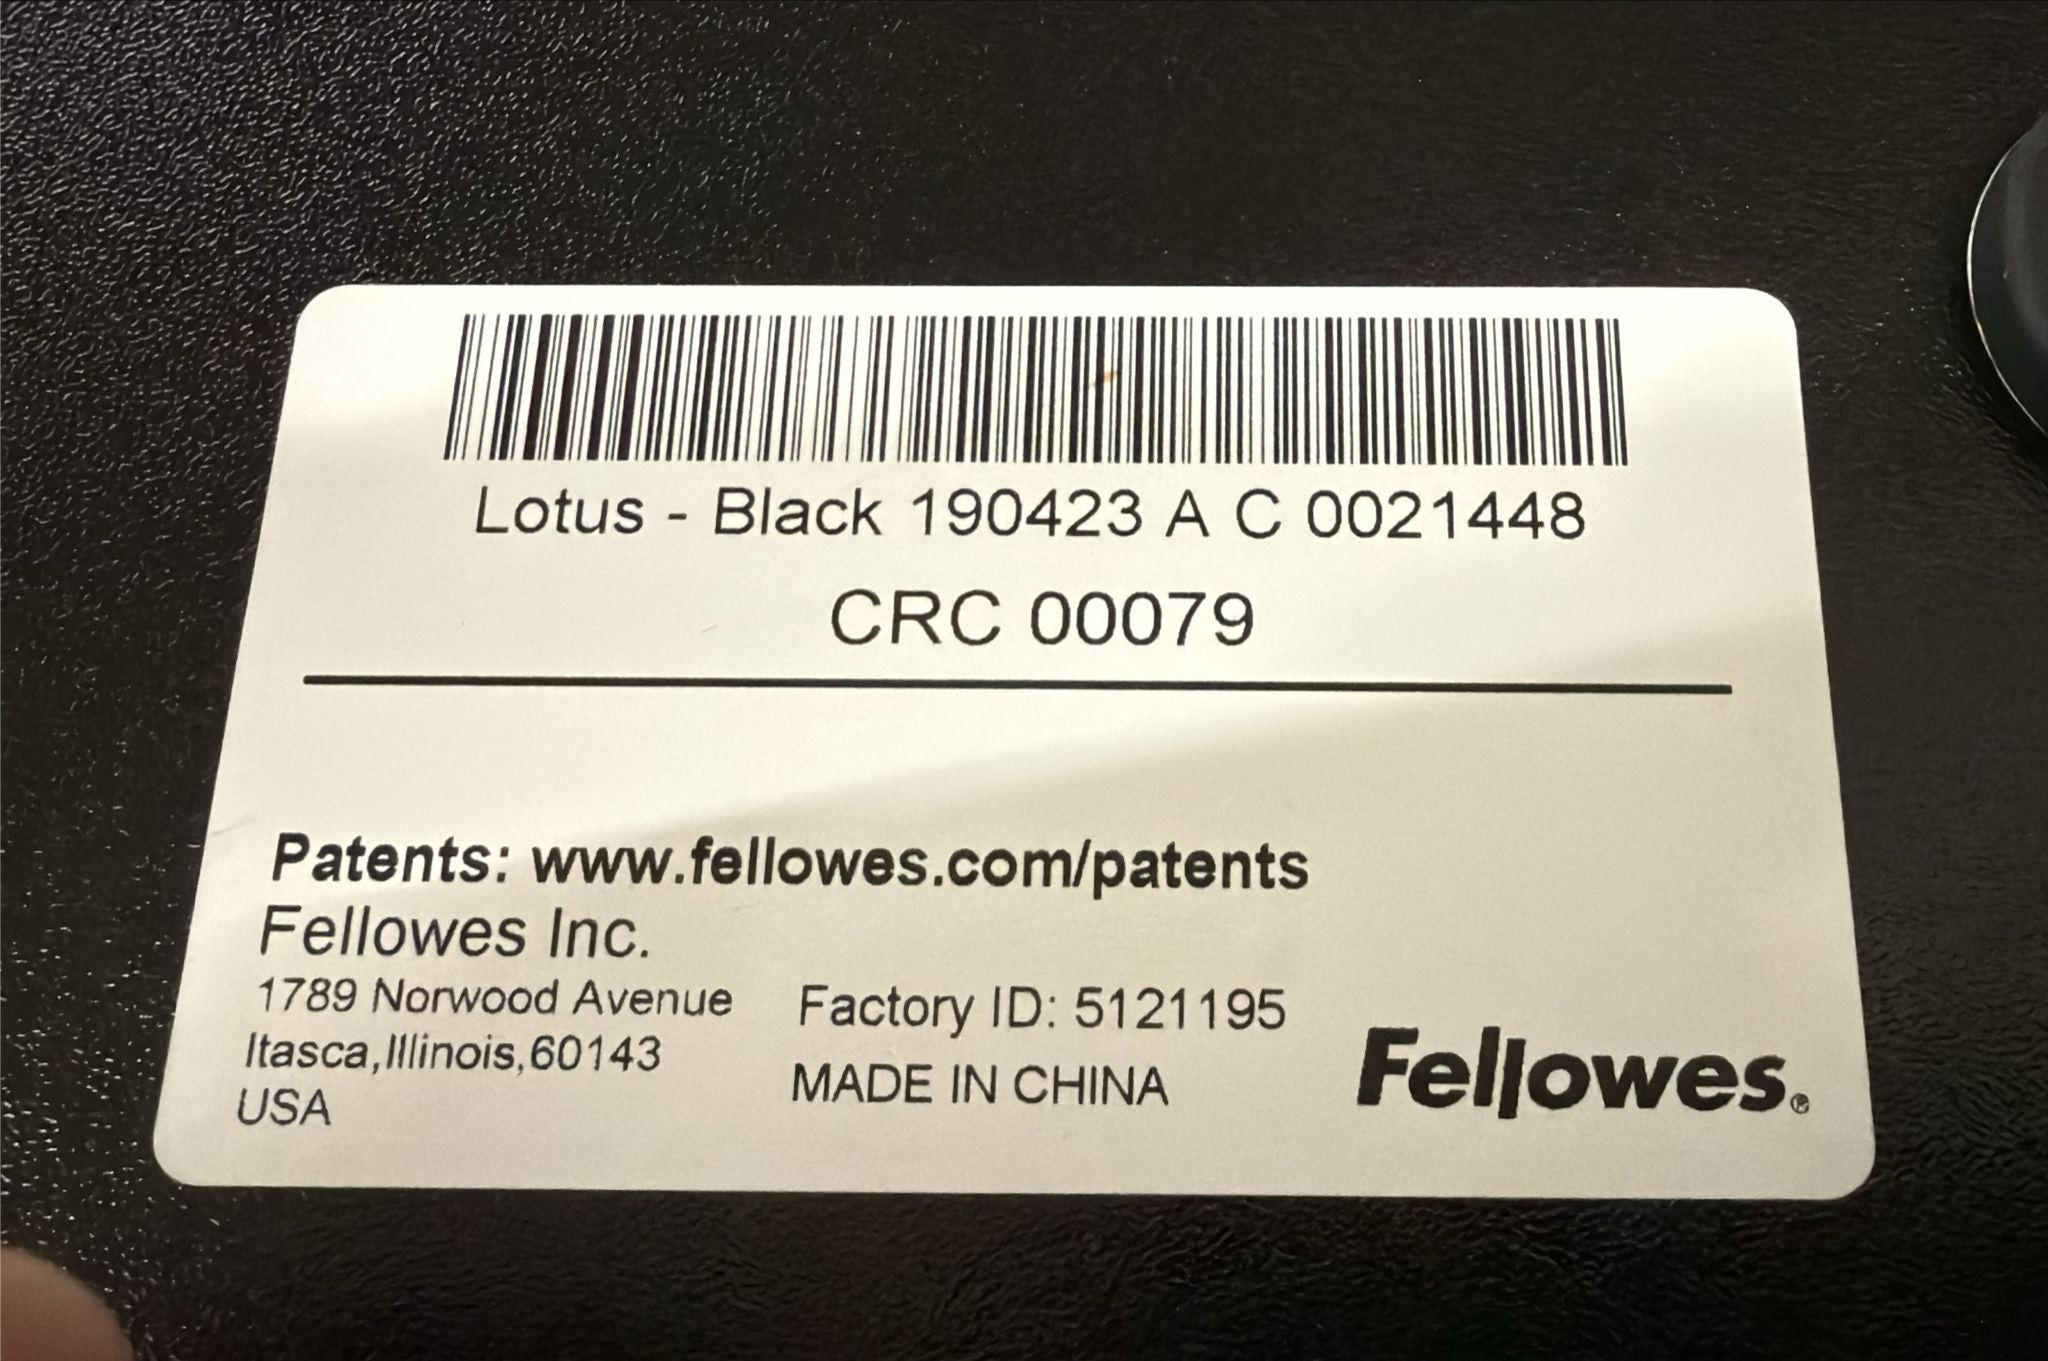 Lotus - Black 190423 A C 0021448
CRC 00079
Patents: www.fellowes.com/patents
Fellowes Inc.
1789 Norwood Avenue
Itasca,Illinois,60143
USA
Factory ID: 5121195
MADE IN CHINA
Fellowes®